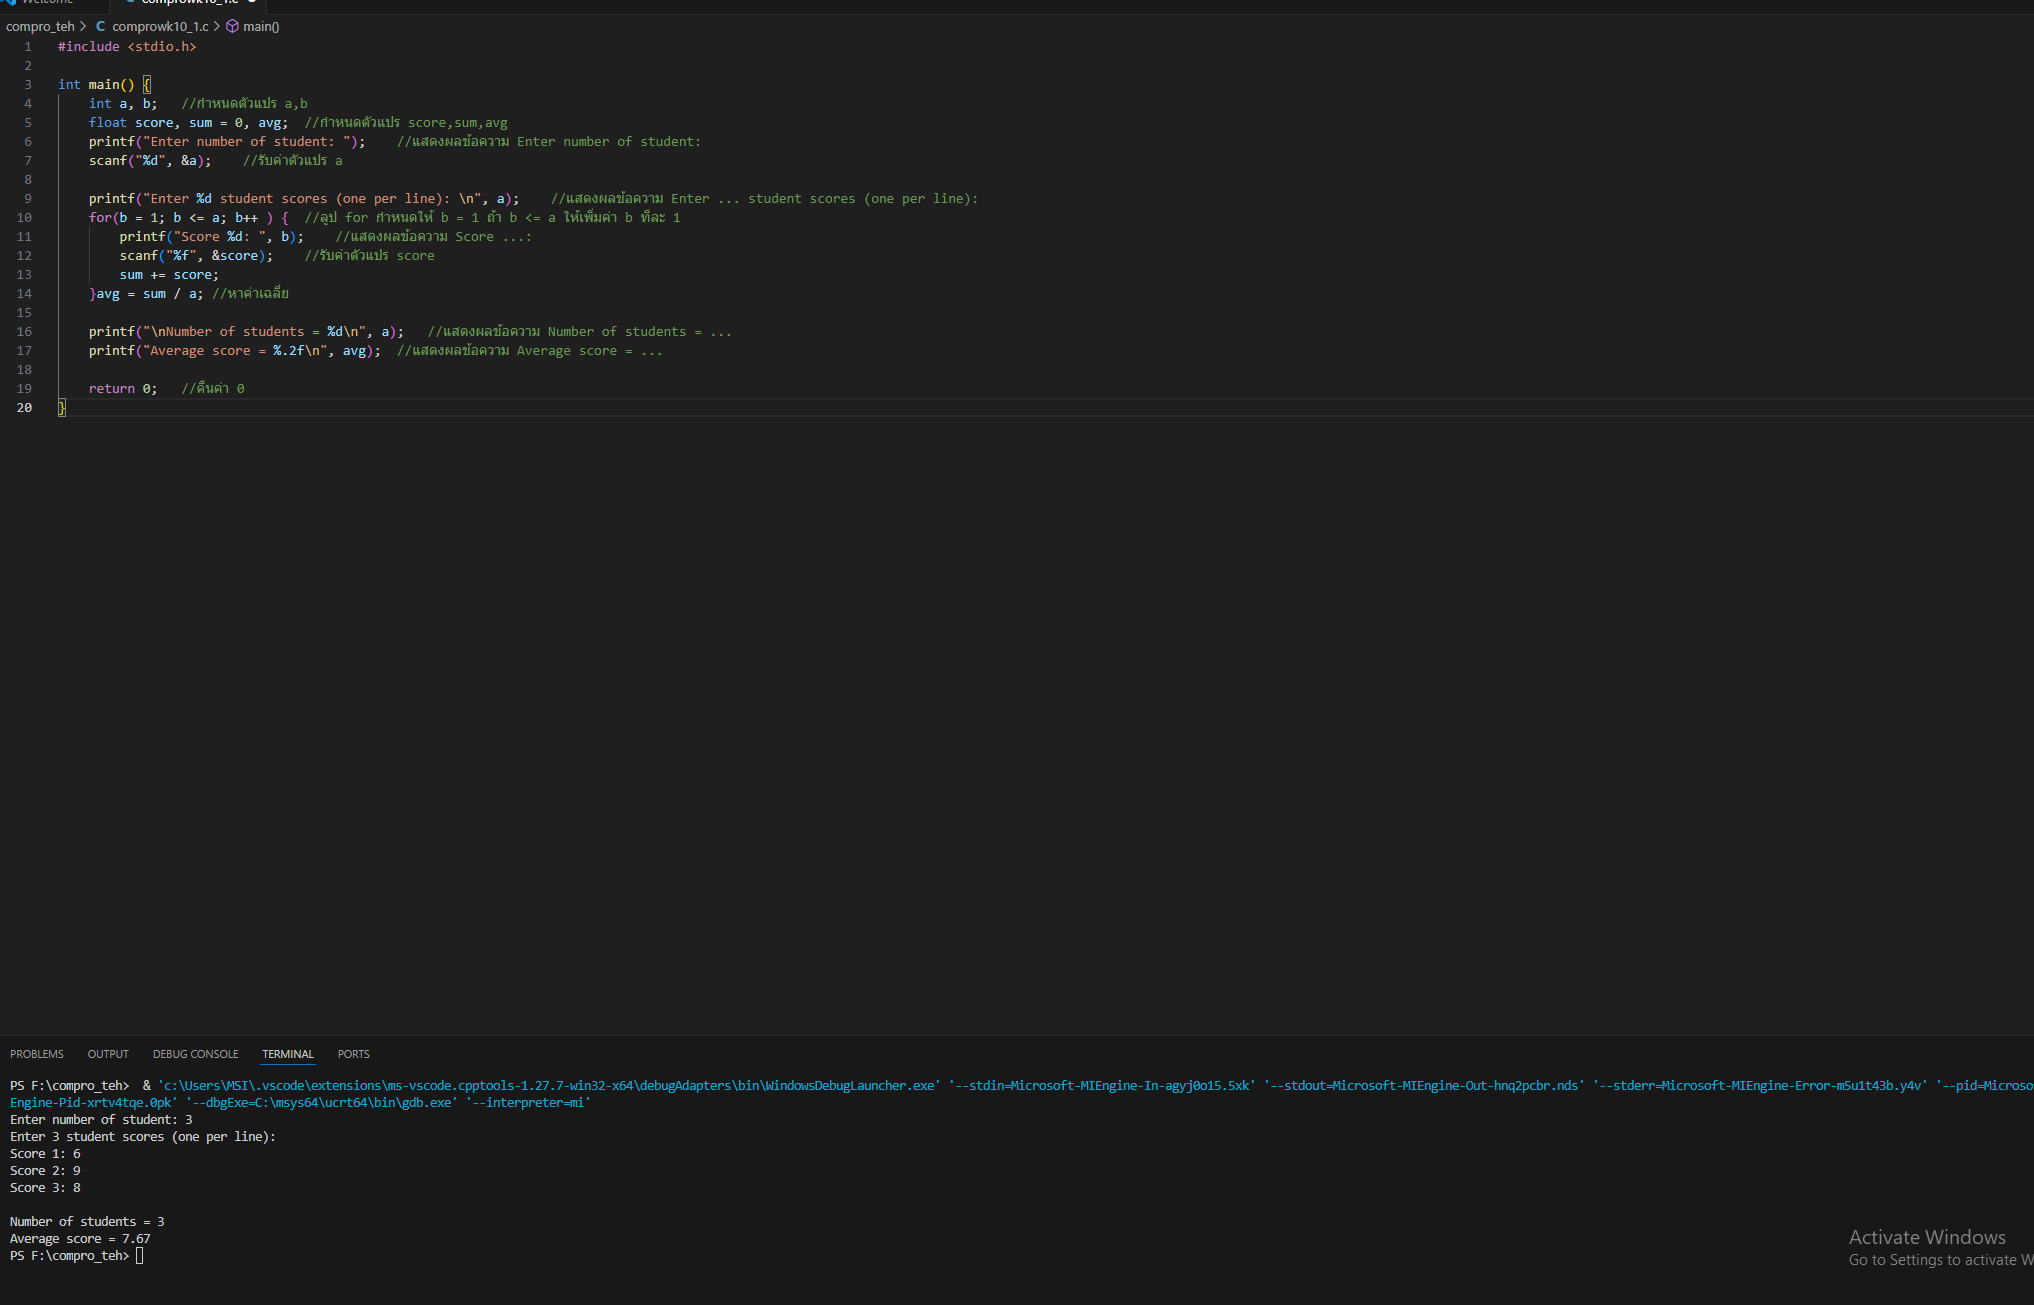 Welcome
comprowk10_1.c
compro_teh > C comprowk10_1.c > main()
1 #include <stdio.h>
2
3 int main() {
4 int a, b; //กำหนดตัวแปร a,b
5 float score, sum = 0, avg; //กำหนดตัวแปร score,sum,avg
6 printf("Enter number of student: "); //แสดงผลข้อความ Enter number of student:
7 scanf("%d", &a); //รับค่าตัวแปร a
8
9 printf("Enter %d student scores (one per line): \n", a); //แสดงผลข้อความ Enter ... student scores (one per line):
10 for(b = 1; b <= a; b++ ) { //ลูป for กำหนดให้ b = 1 ถ้า b <= a ให้เพิ่มค่า b ทีละ 1
11 printf("Score %d: ", b); //แสดงผลข้อความ Score ...:
12 scanf("%f", &score); //รับค่าตัวแปร score
13 sum += score;
14 }avg = sum / a; //หาค่าเฉลี่ย
15
16 printf("\nNumber of students = %d\n", a); //แสดงผลข้อความ Number of students = ...
17 printf("Average score = %.2f\n", avg); //แสดงผลข้อความ Average score = ...
18
19 return 0; //คืนค่า 0
20 }
PROBLEMS OUTPUT DEBUG CONSOLE TERMINAL PORTS
PS F:\compro_teh> & 'c:\Users\MSI\.vscode\extensions\ms-vscode.cpptools-1.27.7-win32-x64\debugAdapters\bin\WindowsDebugLauncher.exe' '--stdin=Microsoft-MIEngine-In-agyj0o15.5xk' '--stdout=Microsoft-MIEngine-Out-hnq2pcbr.nds' '--stderr=Microsoft-MIEngine-Error-m5u1t43b.y4v' '--pid=Microso
Engine-Pid-xrtv4tqe.0pk' '--dbgExe=C:\msys64\ucrt64\bin\gdb.exe' '--interpreter=mi'
Enter number of student: 3
Enter 3 student scores (one per line):
Score 1: 6
Score 2: 9
Score 3: 8
Number of students = 3
Average score = 7.67
PS F:\compro_teh>
Activate Windows
Go to Settings to activate W